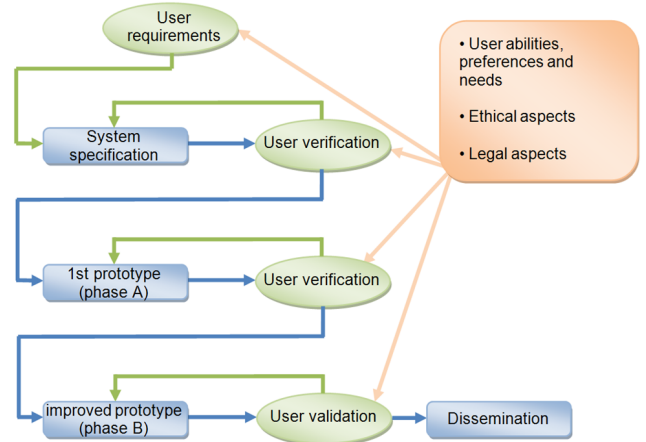 User
requirements
• User abilities,
preferences and
needs
• Ethical aspects
• Legal aspects
System
specification
User verification
1st prototype
(phase A)
User verification
improved prototype
(phase B)
User validation
Dissemination